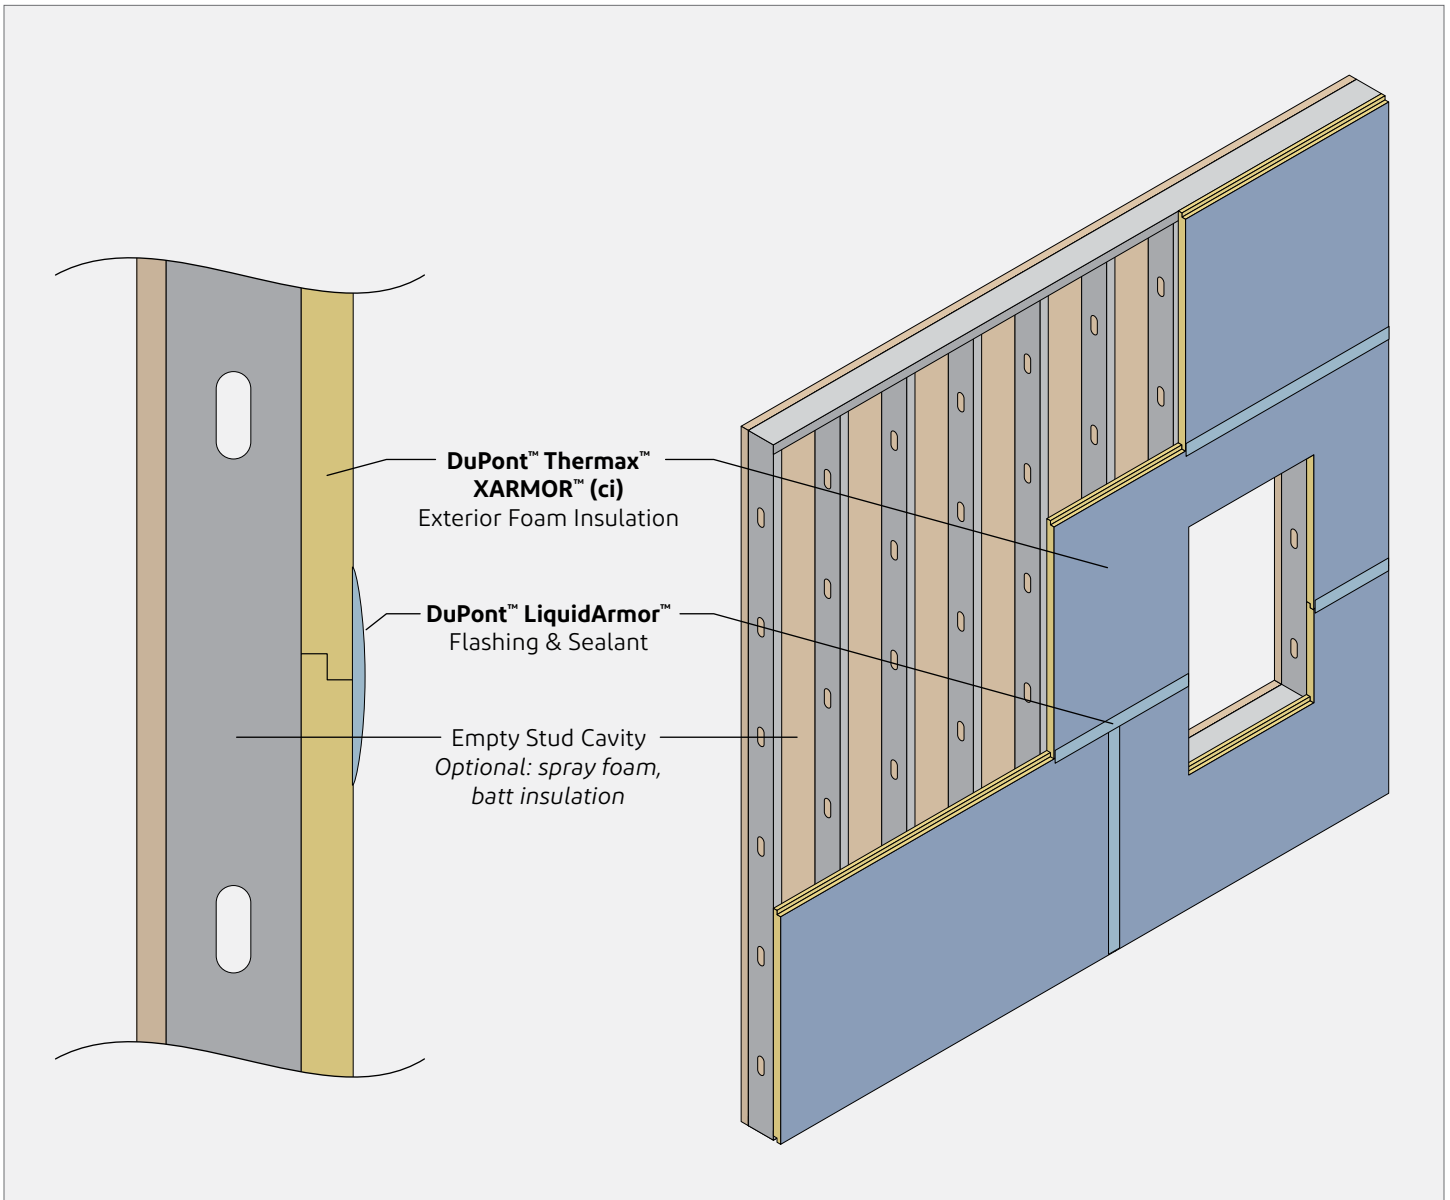 DuPont™ Thermax™
XARMOR™ (ci)
Exterior Foam Insulation
DuPont™ LiquidArmor™
Flashing & Sealant
Empty Stud Cavity
Optional: spray foam,
batt insulation